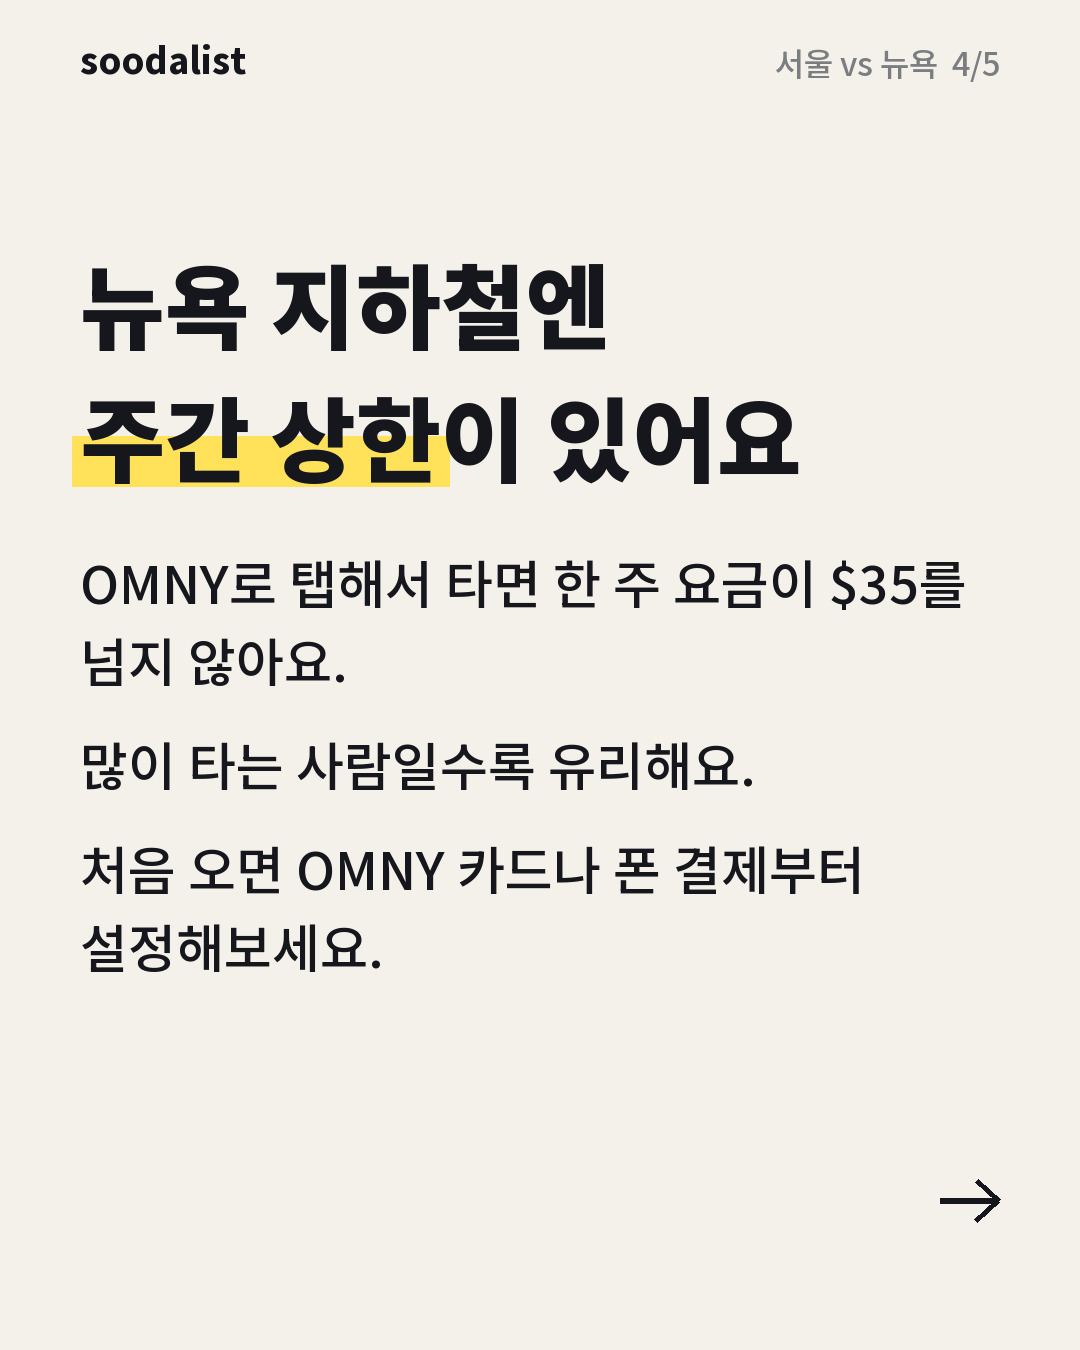 soodalist
서울 vs 뉴욕 4/5
뉴욕 지하철엔
주간 상한이 있어요
OMNY로 탭해서 타면 한 주 요금이 $35를
넘지 않아요.
많이 타는 사람일수록 유리해요.
처음 오면 OMNY 카드나 폰 결제부터
설정해보세요.